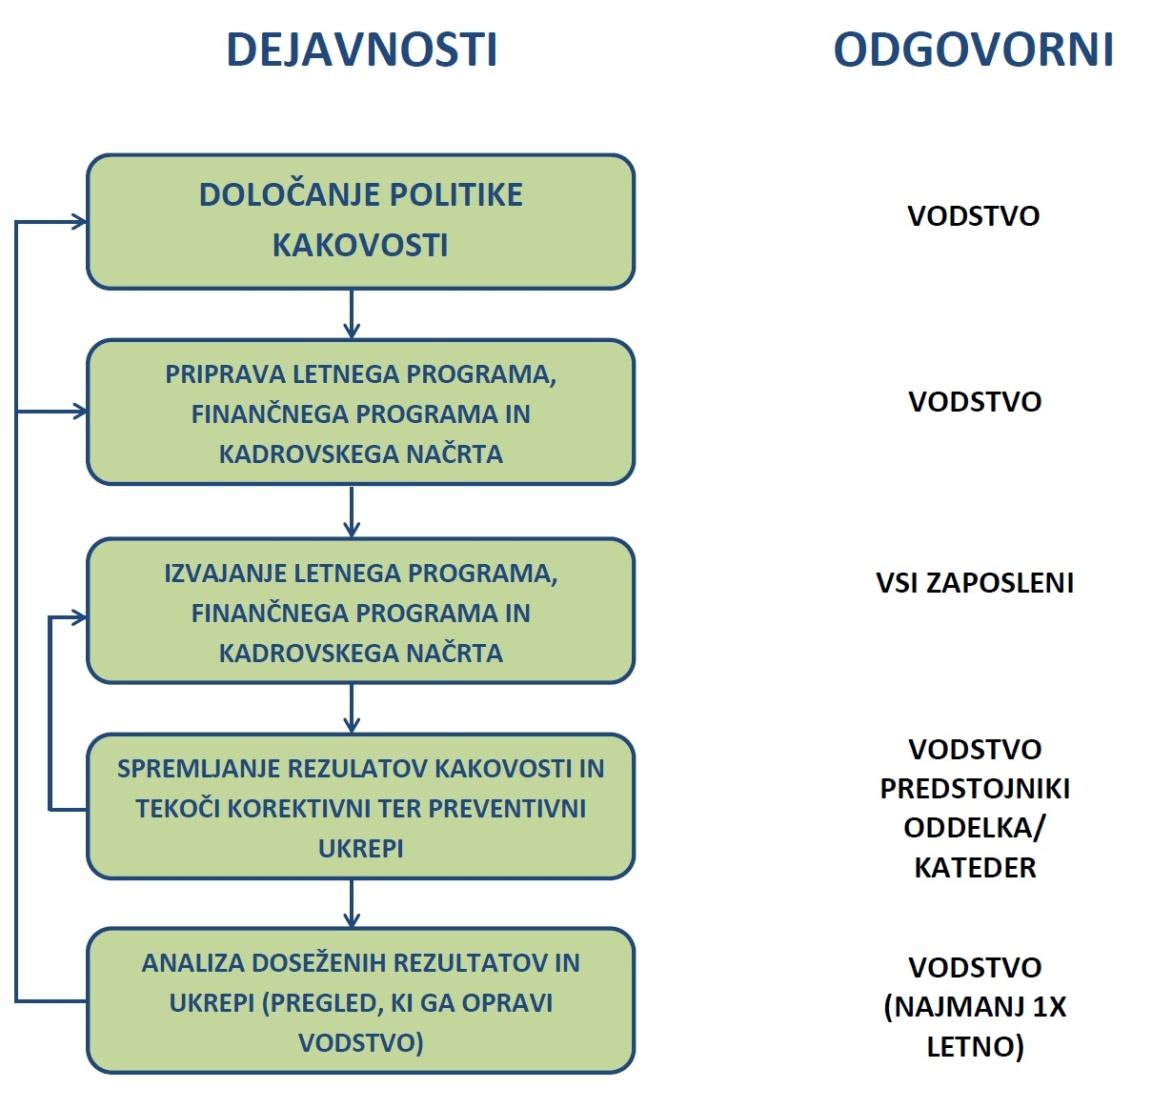 DEJAVNOSTI
ODGOVORNI
DOLOČANJE POLITIKE
KAKOVOSTI
VODSTVO
PRIPRAVA LETNEGA PROGRAMA,
FINANČNEGA PROGRAMA IN
KADROVSKEGA NAČRTA
VODSTVO
IZVAJANJE LETNEGA PROGRAMA,
FINANČNEGA PROGRAMA IN
KADROVSKEGA NAČRTA
VSI ZAPOSLENI
SPREMLJANJE REZULATOV KAKOVOSTI IN
TEKOČI KOREKTIVNI TER PREVENTIVNI
UKREPI
VODSTVO
PREDSTOJNIKI
ODDELKA/
KATEDER
ANALIZA DOSEŽENIH REZULTATOV IN
UKREPI (PREGLED, KI GA OPRAVI
VODSTVO)
VODSTVO
(NAJMANJ 1X
LETNO)